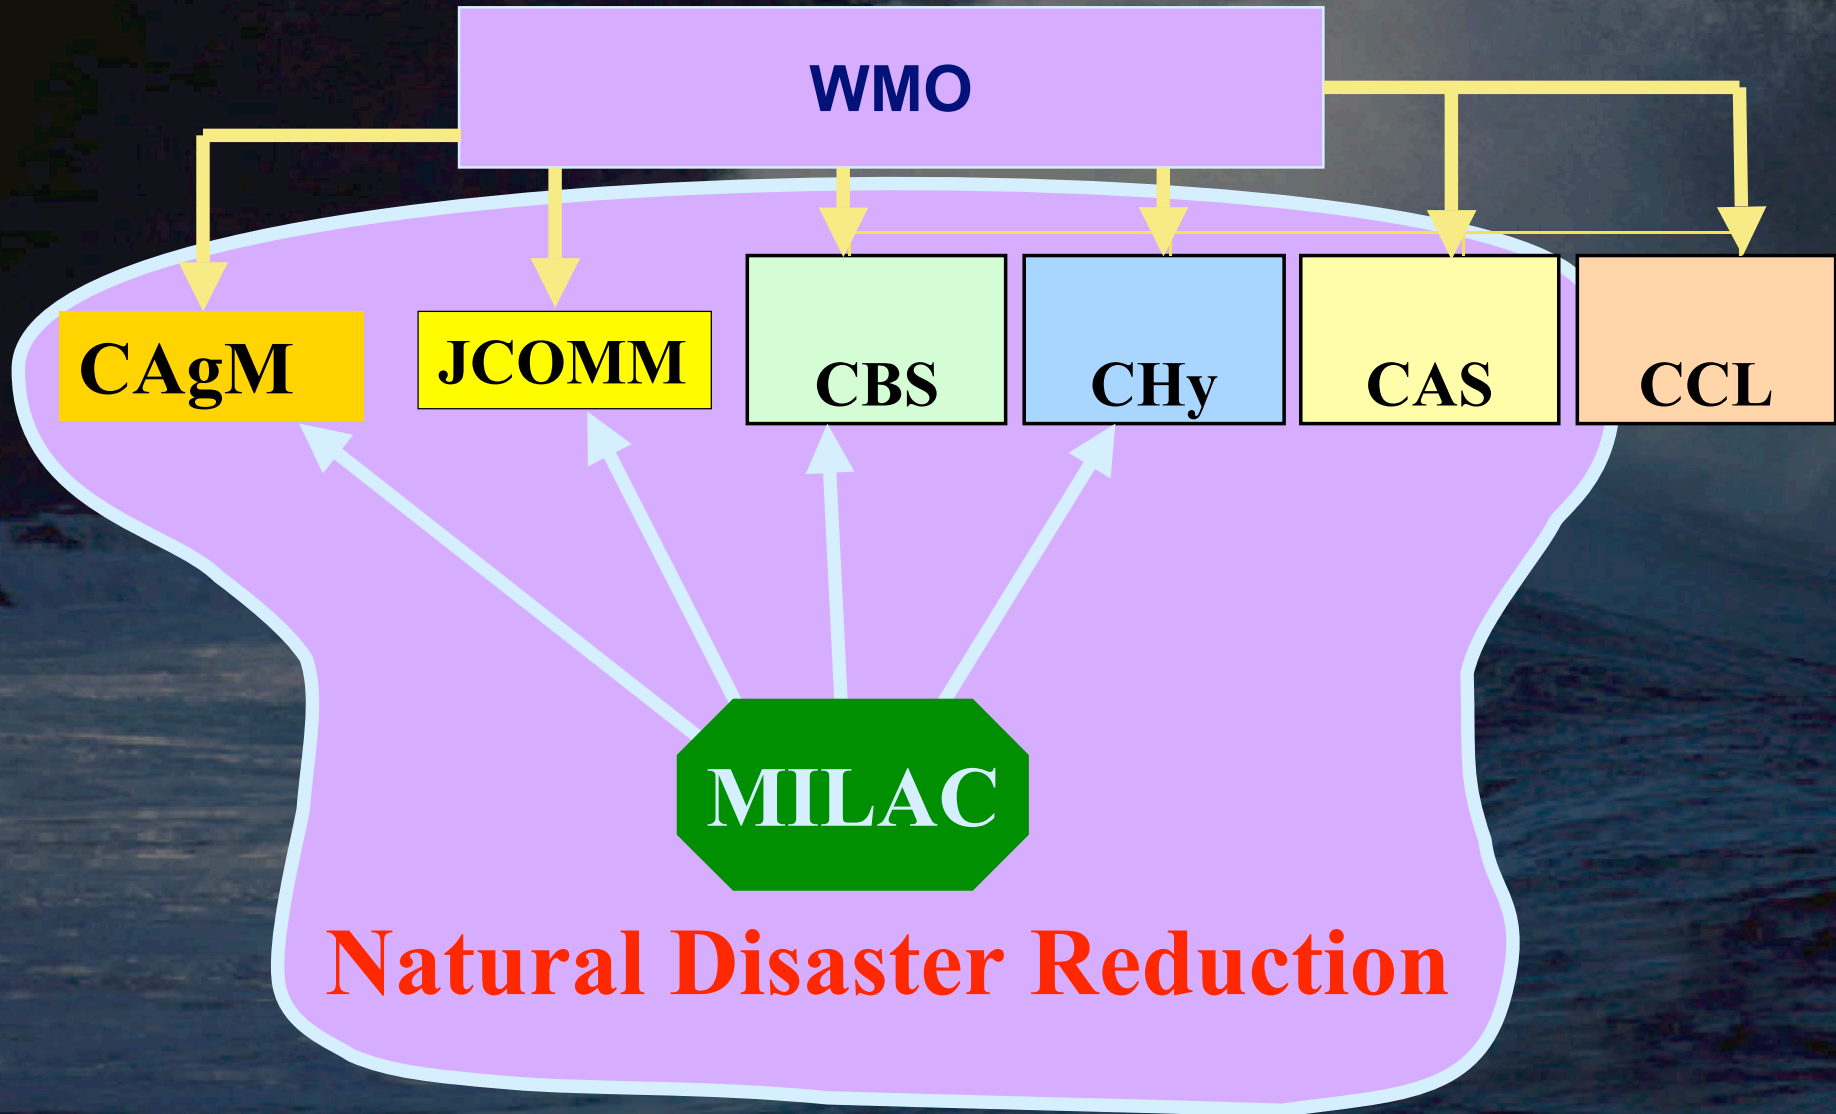 WMO
CAgM
JCOMM
CBS
CHy
CAS
CCL
MILAC
Natural Disaster Reduction